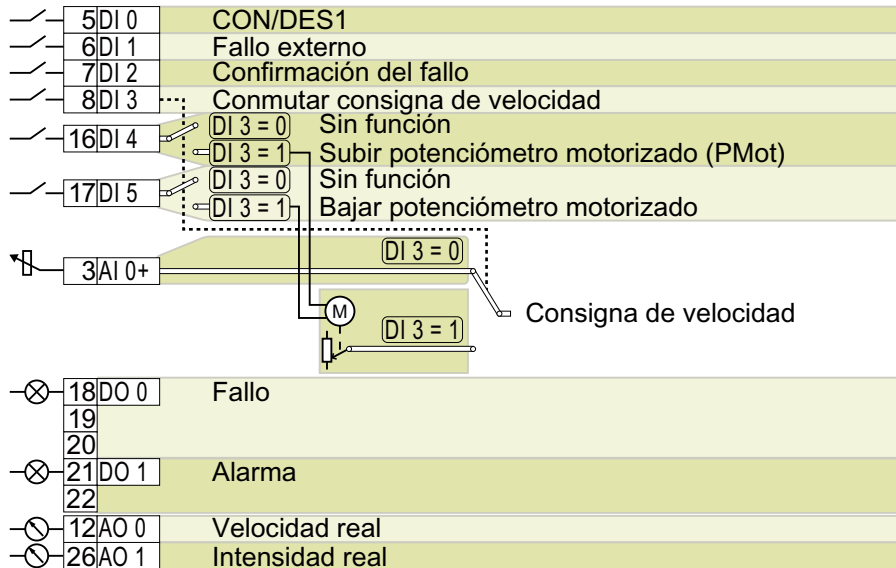 5 DI 0 CON/DES1
6 DI 1 Fallo externo
7 DI 2 Confirmación del fallo
8 DI 3 Conmutar consigna de velocidad
16 DI 4 DI 3 = 0 Sin función
DI 3 = 1 Subir potenciómetro motorizado (PMot)
17 DI 5 DI 3 = 0 Sin función
DI 3 = 1 Bajar potenciómetro motorizado
DI 3 = 0
3 AI 0+
M Consigna de velocidad
DI 3 = 1
18 DO 0 Fallo
19
20
21 DO 1 Alarma
22
12 AO 0 Velocidad real
26 AO 1 Intensidad real